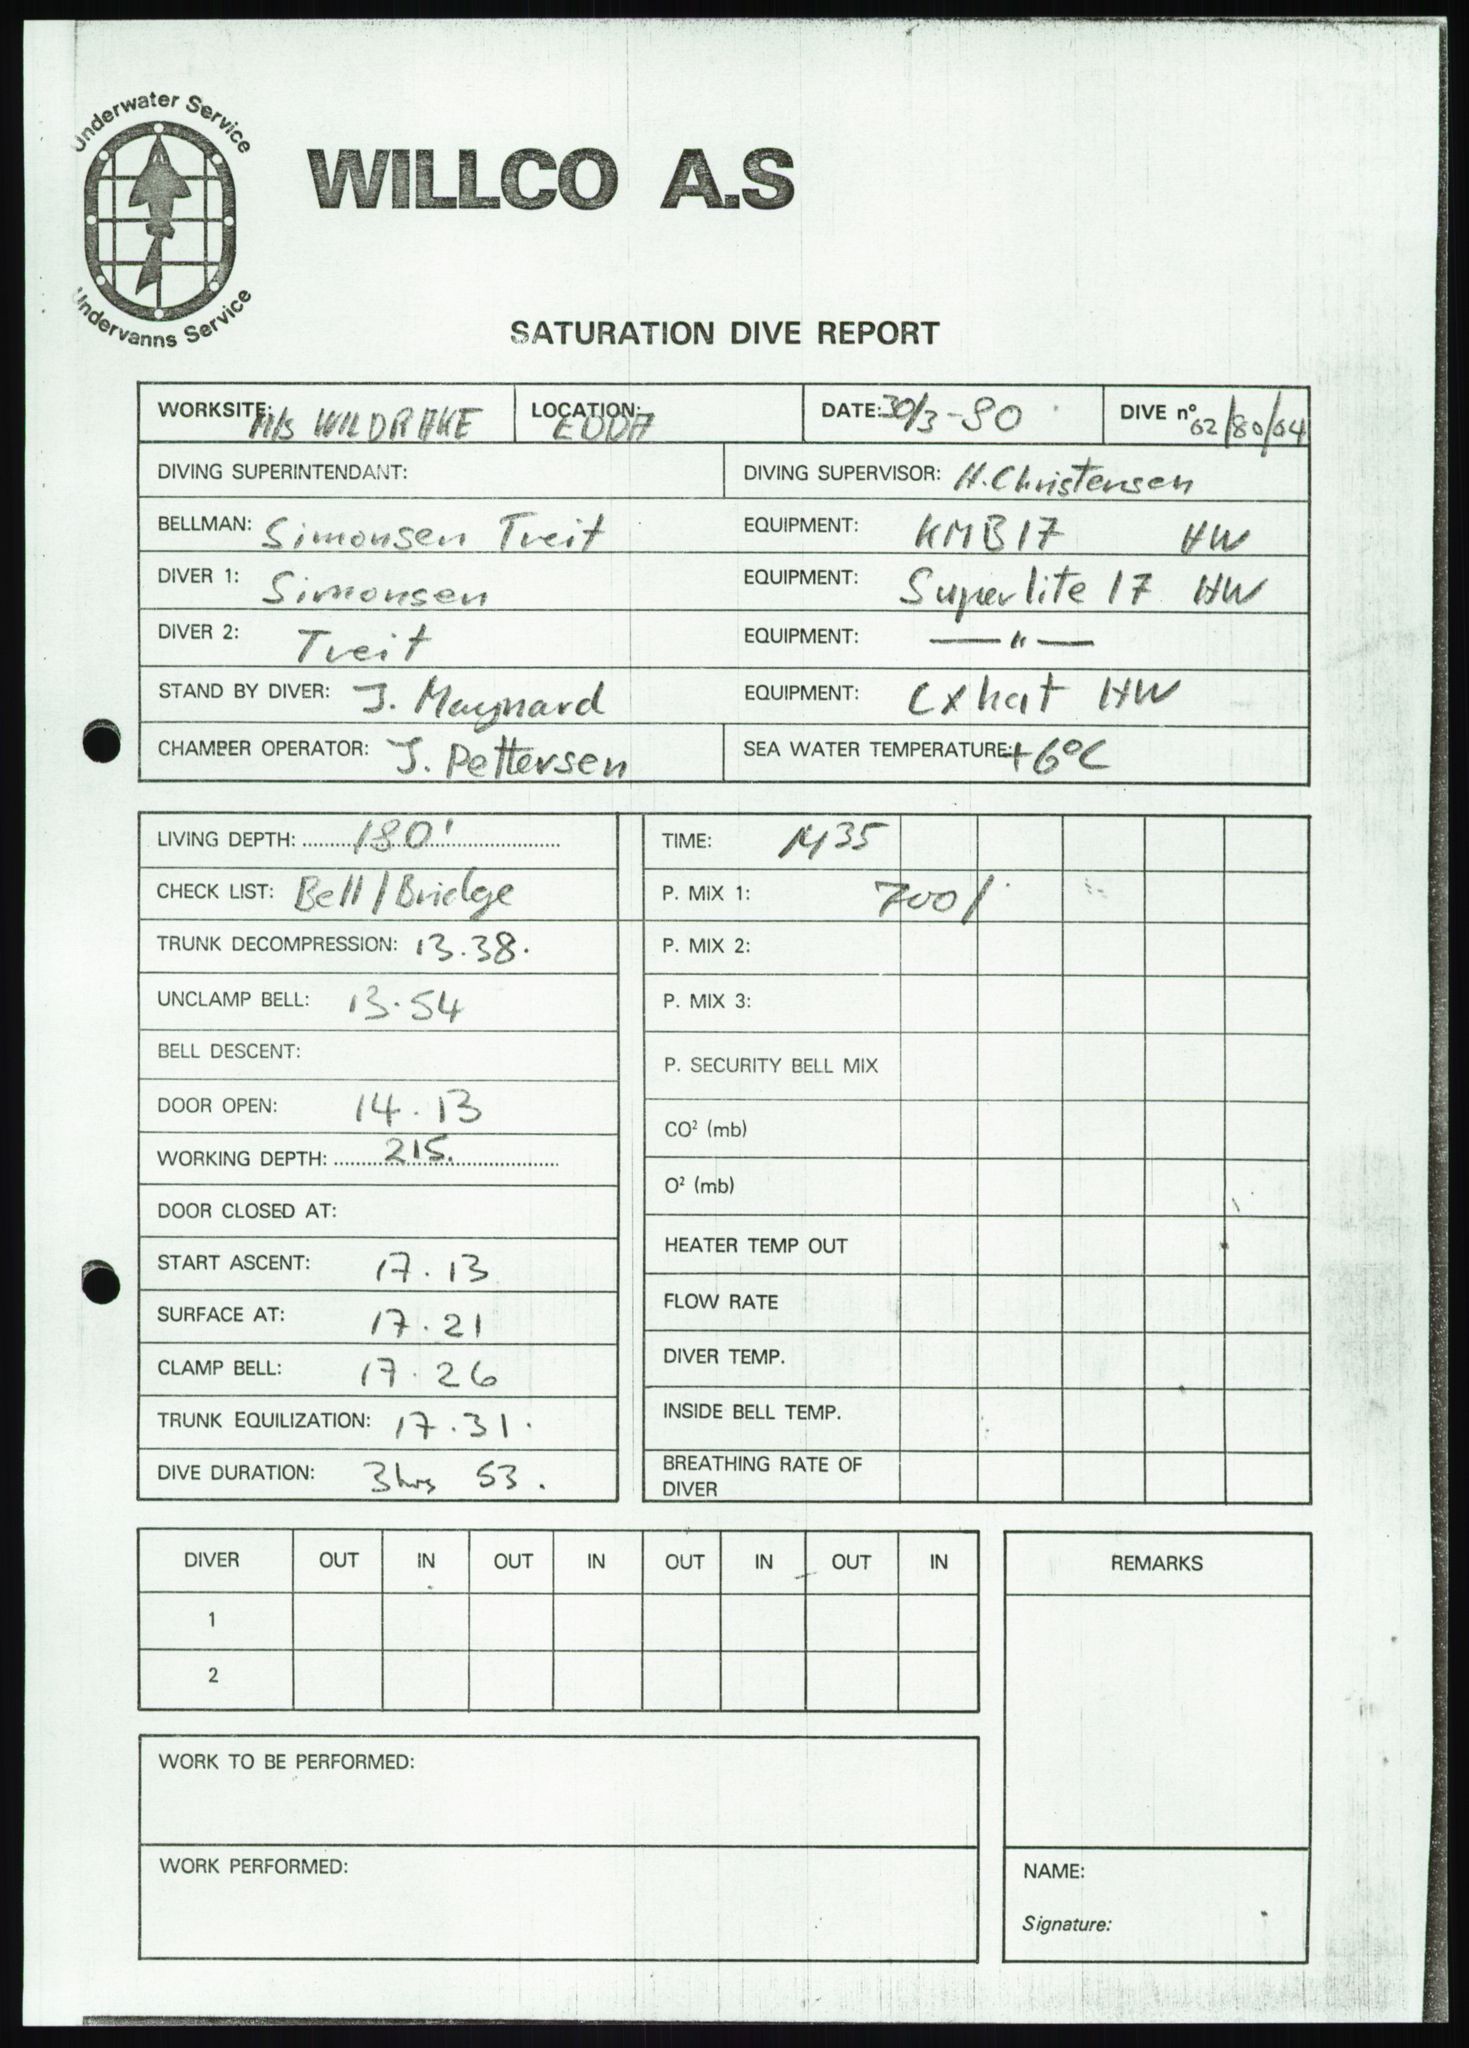 Underwater Service
WILLCO A.S
Undervanns Service
SATURATION DIVE REPORT
WORKSITE: M/S WILDRAKE LOCATION: EDDA DATE: 30/3-80 DIVE nº 02/80/04
DIVING SUPERINTENDANT: DIVING SUPERVISOR: H. Christensen
BELLMAN: Simonsen Treit EQUIPMENT: KMB17 HW
DIVER 1: Simonsen EQUIPMENT: Superlite 17 HW
DIVER 2: Treit EQUIPMENT: — " —
STAND BY DIVER: J. Maynard EQUIPMENT: Exhat HW
CHAMBER OPERATOR: J. Pettersen SEA WATER TEMPERATURE: +6ºC
LIVING DEPTH: 180' TIME: 1435
CHECK LIST: Bell/Bridge P. MIX 1: 700/
TRUNK DECOMPRESSION: 13.38. P. MIX 2:
UNCLAMP BELL: 13.54 P. MIX 3:
BELL DESCENT: P. SECURITY BELL MIX
DOOR OPEN: 14.13 CO² (mb)
WORKING DEPTH: 215. O² (mb)
DOOR CLOSED AT:
START ASCENT: 17.13 HEATER TEMP OUT
SURFACE AT: 17.21 FLOW RATE
CLAMP BELL: 17.26 DIVER TEMP.
TRUNK EQUILIZATION: 17.31. INSIDE BELL TEMP.
DIVE DURATION: 3hrs 53. BREATHING RATE OF
DIVER
DIVER OUT IN OUT IN OUT IN OUT IN REMARKS
1
2
WORK TO BE PERFORMED:
WORK PERFORMED: NAME:
Signature: